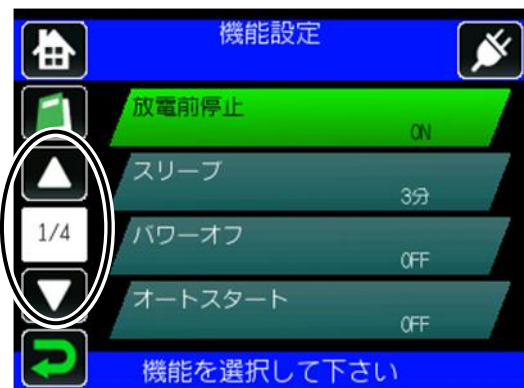 機能設定
放電前停止
ON
スリープ
3分
1/4
パワーオフ
OFF
オートスタート
OFF
機能を選択して下さい